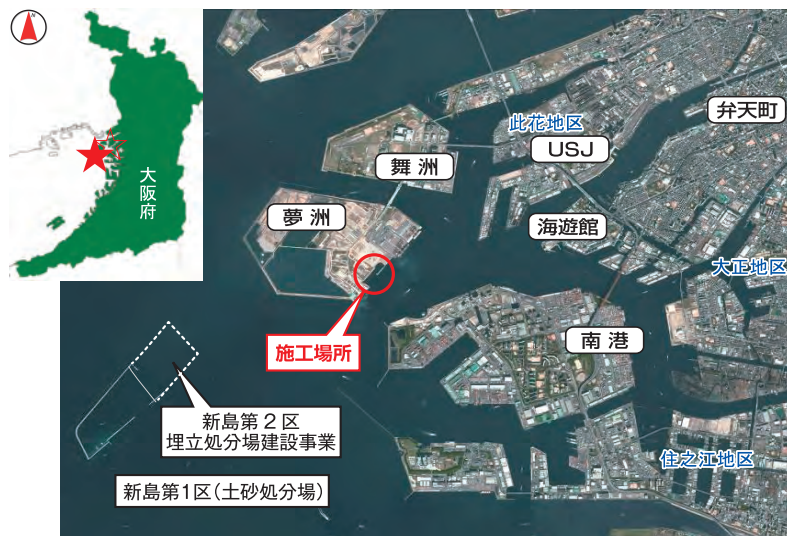 N
大阪府
弁天町
此花地区
USJ
舞洲
夢洲
海遊館
大正地区
施工場所
南港
新島第2区
埋立処分場建設事業
住之江地区
新島第1区(土砂処分場)